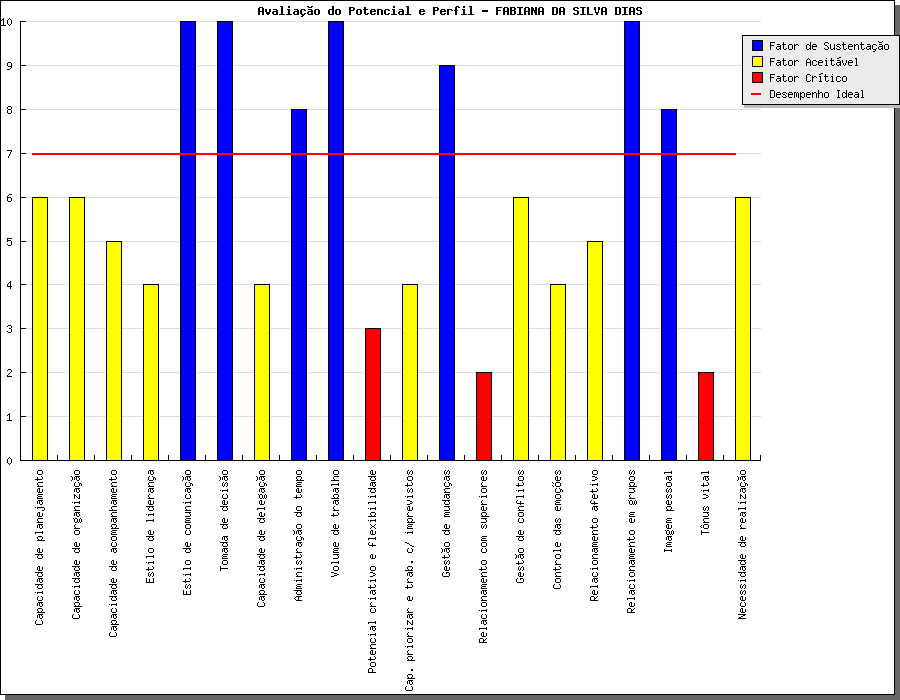 Avaliação do Potencial e Perfil - FABIANA DA SILVA DIAS
Fator de Sustentação
Fator Aceitável
Fator Crítico
Desempenho Ideal
10
9
8
7
6
5
4
3
2
1
0
Capacidade de planejamento
Capacidade de organização
Capacidade de acompanhamento
Estilo de liderança
Estilo de comunicação
Tomada de decisão
Capacidade de delegação
Administração do tempo
Volume de trabalho
Potencial criativo e flexibilidade
Cap. priorizar e trab. c/ imprevistos
Gestão de mudanças
Relacionamento com superiores
Gestão de conflitos
Controle das emoções
Relacionamento afetivo
Relacionamento em grupos
Imagem pessoal
Tônus vital
Necessidade de realização